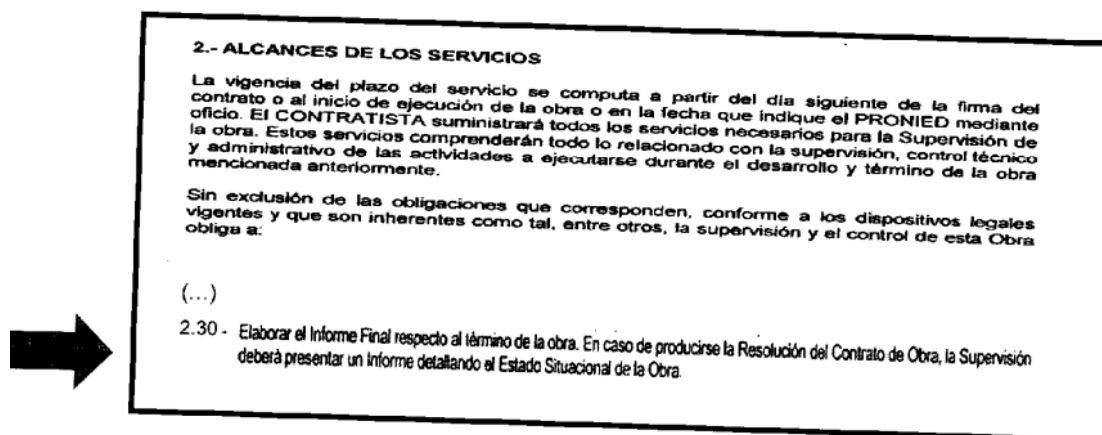 2.- ALCANCES DE LOS SERVICIOS
La vigencia del plazo del servicio se computa a partir del día siguiente de la firma del
contrato o al inicio de ejecución de la obra o en la fecha que indique el PRONIED mediante
oficio. El CONTRATISTA suministrará todos los servicios necesarios para la Supervisión de
la obra. Estos servicios comprenderán todo lo relacionado con la supervisión, control técnico
y administrativo de las actividades a ejecutarse durante el desarrollo y término de la obra
mencionada anteriormente.
Sin exclusión de las obligaciones que corresponden, conforme a los dispositivos legales
vigentes y que son inherentes como tal, entre otros, la supervisión y el control de esta Obra
obliga a:
(...)
2.30 - Elaborar el Informe Final respecto al término de la obra. En caso de producirse la Resolución del Contrato de Obra, la Supervisión
deberá presentar un Informe detallando el Estado Situacional de la Obra.